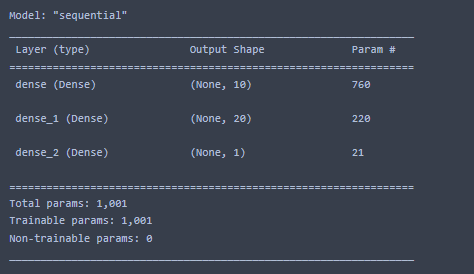 Model: "sequential"
_________________________________________________________________
Layer (type) Output Shape Param #
=================================================================
dense (Dense) (None, 10) 760
dense_1 (Dense) (None, 20) 220
dense_2 (Dense) (None, 1) 21
=================================================================
Total params: 1,001
Trainable params: 1,001
Non-trainable params: 0
_________________________________________________________________